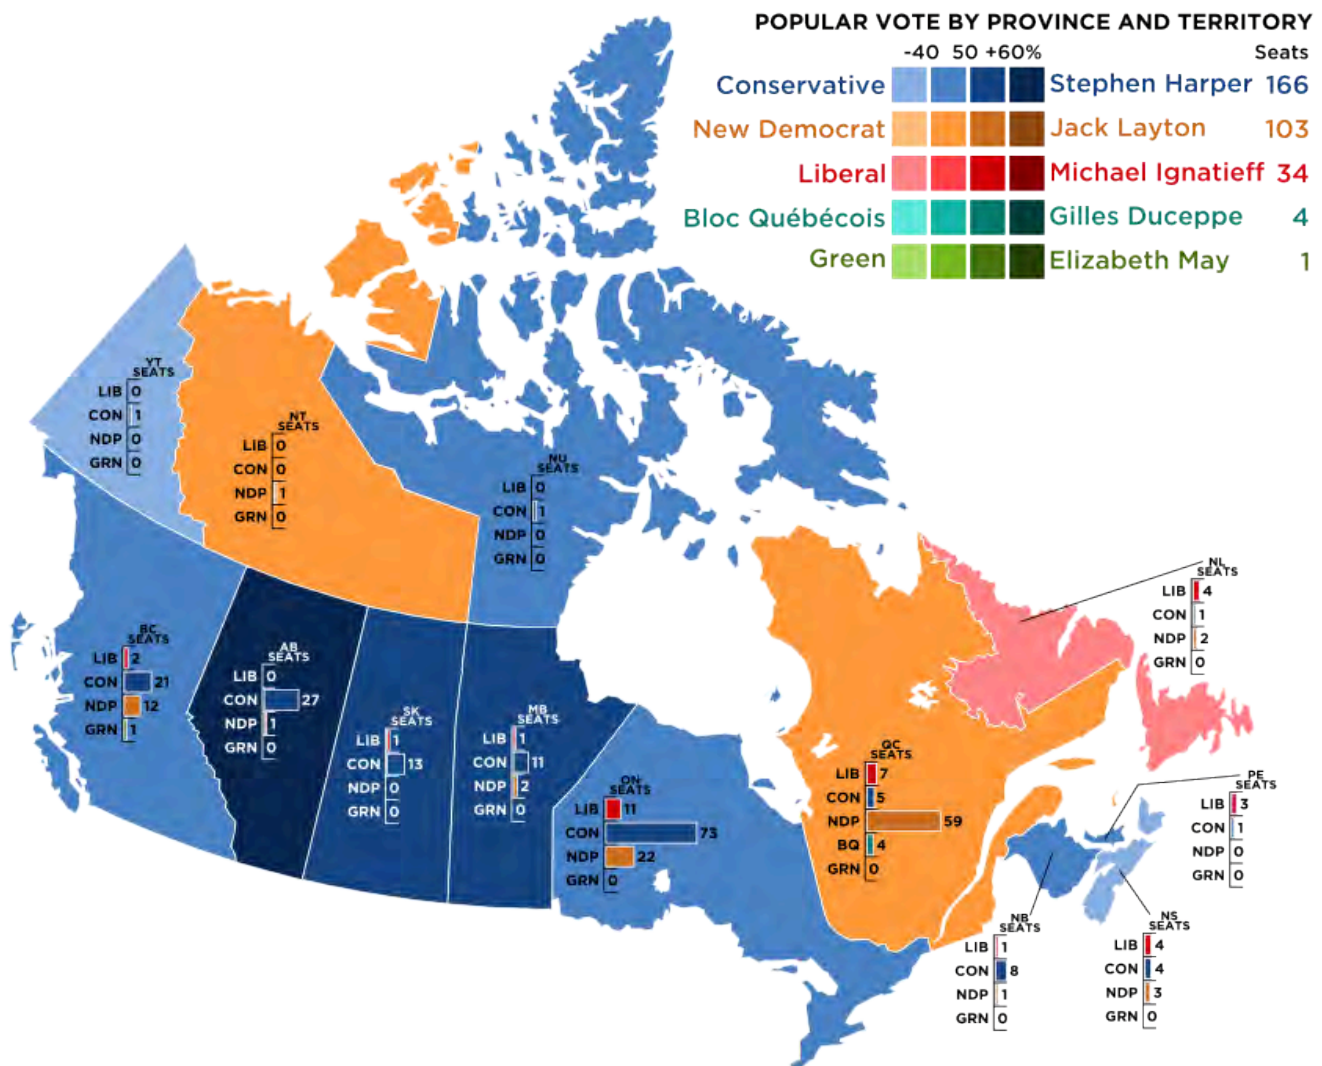 POPULAR VOTE BY PROVINCE AND TERRITORY
-40 50 +60% Seats
Conservative Stephen Harper 166
New Democrat Jack Layton 103
Liberal Michael Ignatieff 34
Bloc Québécois Gilles Duceppe 4
Green Elizabeth May 1
YT
SEATS
LIB 0
CON 1
NDP 0
GRN 0
NT
SEATS
LIB 0
CON 0
NDP 1
GRN 0
NU
SEATS
LIB 0
CON 1
NDP 0
GRN 0
NL
SEATS
LIB 4
CON 1
NDP 2
GRN 0
BC
SEATS
LIB 2
CON 21
NDP 12
GRN 1
AB
SEATS
LIB 0
CON 27
NDP 1
GRN 0
SK
SEATS
LIB 1
CON 13
NDP 0
GRN 0
MB
SEATS
LIB 1
CON 11
NDP 2
GRN 0
ON
SEATS
LIB 11
CON 73
NDP 22
GRN 0
QC
SEATS
LIB 7
CON 5
NDP 59
BQ 4
GRN 0
PE
SEATS
LIB 3
CON 1
NDP 0
GRN 0
NB
SEATS
LIB 1
CON 8
NDP 1
GRN 0
NS
SEATS
LIB 4
CON 4
NDP 3
GRN 0